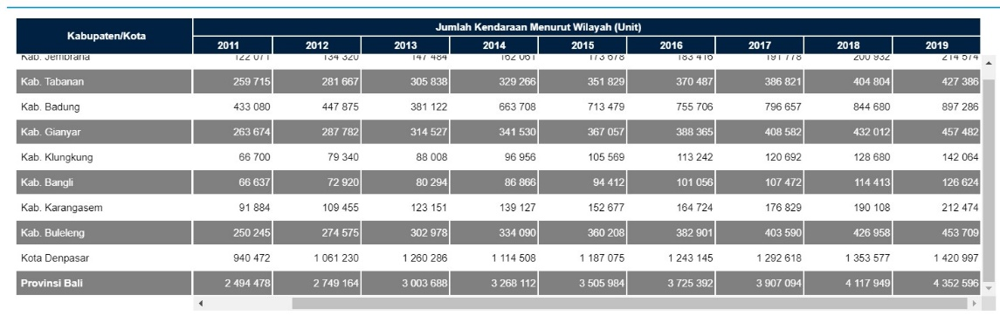 Kabupaten/Kota Jumlah Kendaraan Menurut Wilayah (Unit)
2011 2012 2013 2014 2015 2016 2017 2018 2019
Kab. Jembrana 122 071 134 320 147 484 162 061 173 678 183 416 191 778 200 932 214 574
Kab. Tabanan 259 715 281 667 305 838 329 266 351 829 370 487 386 821 404 804 427 386
Kab. Badung 433 080 447 875 381 122 663 708 713 479 755 706 796 657 844 680 897 286
Kab. Gianyar 263 674 287 782 314 527 341 530 367 057 388 365 408 582 432 012 457 482
Kab. Klungkung 66 700 79 340 88 008 96 956 105 569 113 242 120 692 128 680 142 064
Kab. Bangli 66 637 72 920 80 294 86 866 94 412 101 056 107 472 114 413 126 624
Kab. Karangasem 91 884 109 455 123 151 139 127 152 677 164 724 176 829 190 108 212 474
Kab. Buleleng 250 245 274 575 302 978 334 090 360 208 382 901 403 590 426 958 453 709
Kota Denpasar 940 472 1 061 230 1 260 286 1 114 508 1 187 075 1 243 145 1 292 618 1 353 577 1 420 997
Provinsi Bali 2 494 478 2 749 164 3 003 688 3 268 112 3 505 984 3 725 392 3 907 094 4 117 949 4 352 596